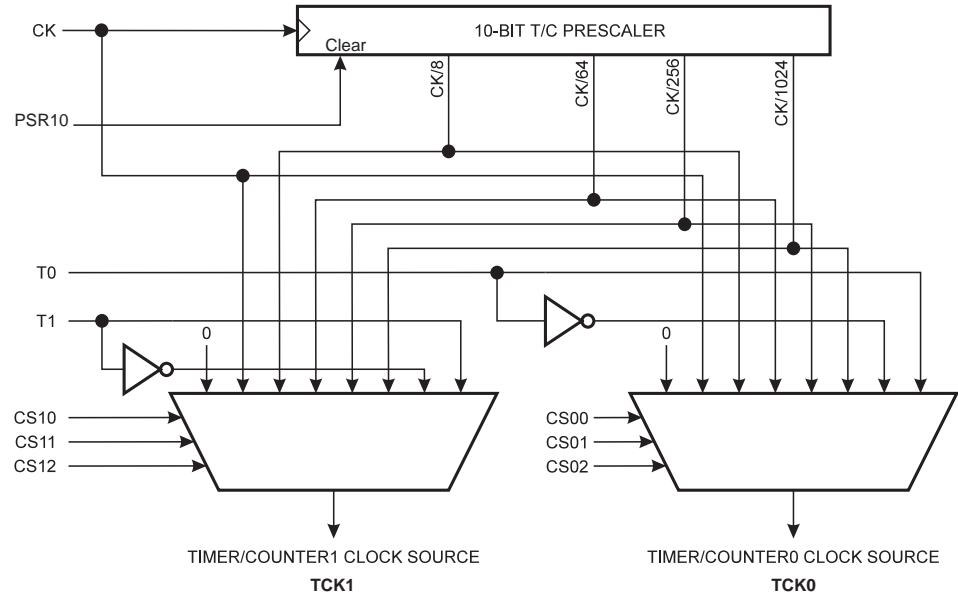 CK
10-BIT T/C PRESCALER
Clear
CK/8
CK/64
CK/256
CK/1024
PSR10
T0
T1
0
0
CS10
CS11
CS12
CS00
CS01
CS02
TIMER/COUNTER1 CLOCK SOURCE
TCK1
TIMER/COUNTER0 CLOCK SOURCE
TCK0